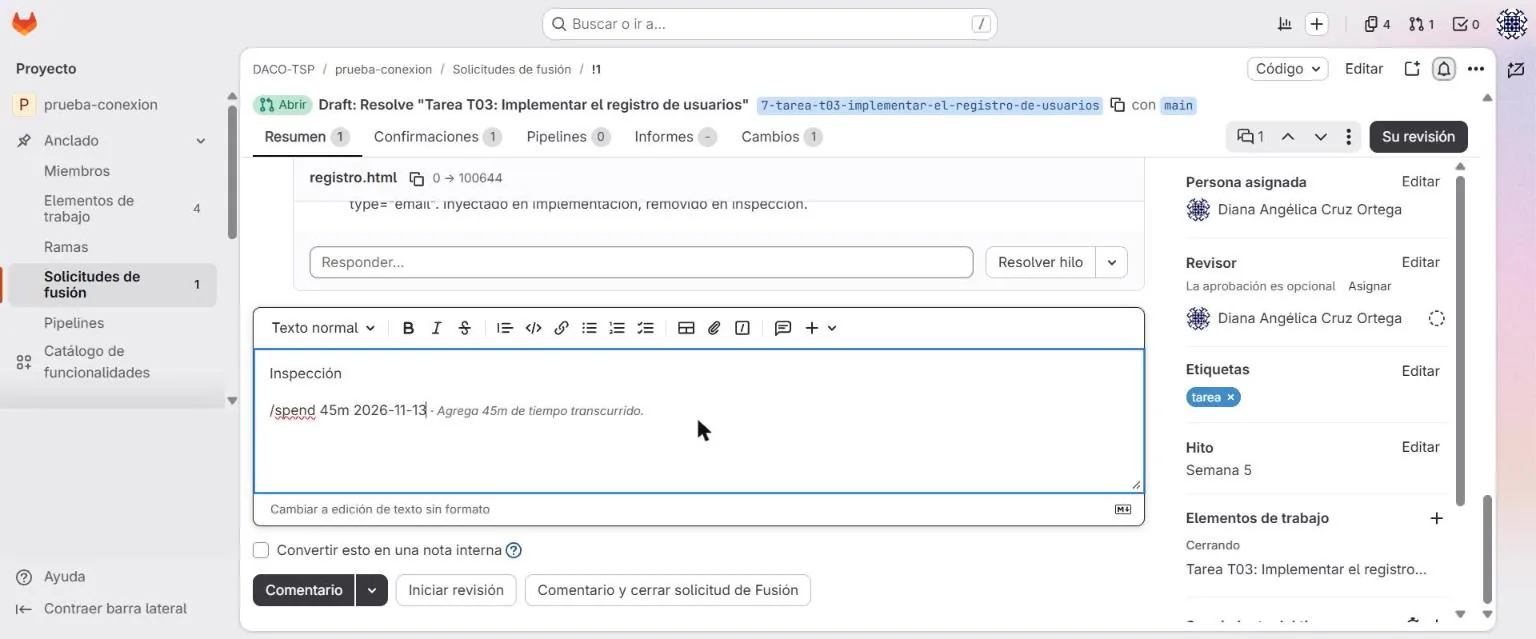 Buscar o ir a...
/
4
1
0
Proyecto
P prueba-conexion
Anclado
Miembros
Elementos de trabajo 4
Ramas
Solicitudes de fusión 1
Pipelines
Catálogo de funcionalidades
Ayuda
Contraer barra lateral
DACO-TSP / prueba-conexion / Solicitudes de fusión / !1
Código
Editar
Abrir Draft: Resolve "Tarea T03: Implementar el registro de usuarios" 7-tarea-t03-implementar-el-registro-de-usuarios con main
Resumen 1 Confirmaciones 1 Pipelines 0 Informes - Cambios 1
1
Su revisión
registro.html 0 → 100644
type="email". Inyectado en implementación, removido en inspección.
Responder...
Resolver hilo
Texto normal
B I S
Inspección
/spend 45m 2026-11-13 · Agrega 45m de tiempo transcurrido.
Cambiar a edición de texto sin formato
Convertir esto en una nota interna ?
Comentario
Iniciar revisión
Comentario y cerrar solicitud de Fusión
Persona asignada Editar
Diana Angélica Cruz Ortega
Revisor Editar
La aprobación es opcional Asignar
Diana Angélica Cruz Ortega
Etiquetas Editar
tarea ×
Hito Editar
Semana 5
Elementos de trabajo +
Cerrando
Tarea T03: Implementar el registro...